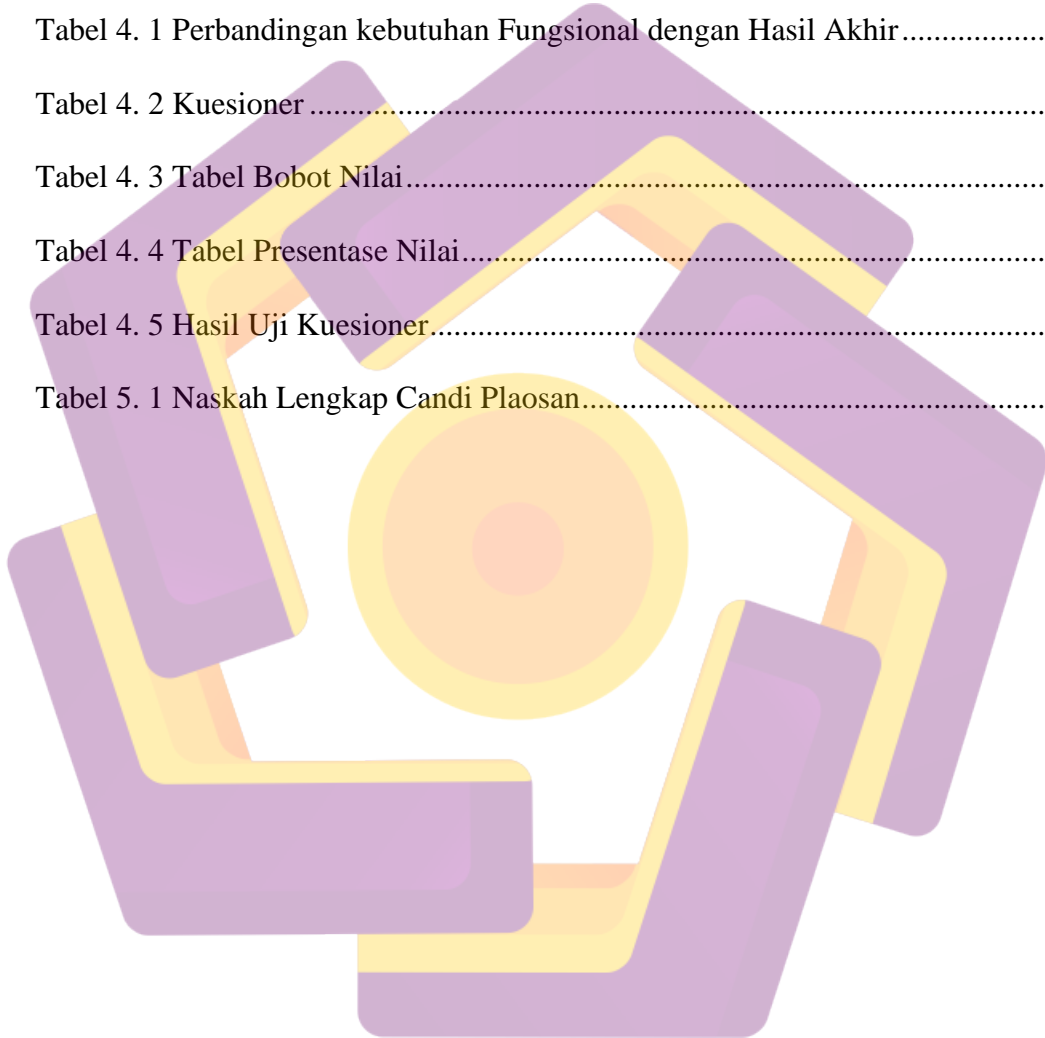 Tabel 4. 1 Perbandingan kebutuhan Fungsional dengan Hasil Akhir.................
Tabel 4. 2 Kuesioner ..........................................................................................
Tabel 4. 3 Tabel Bobot Nilai...............................................................................
Tabel 4. 4 Tabel Presentase Nilai........................................................................
Tabel 4. 5 Hasil Uji Kuesioner............................................................................
Tabel 5. 1 Naskah Lengkap Candi Plaosan.........................................................